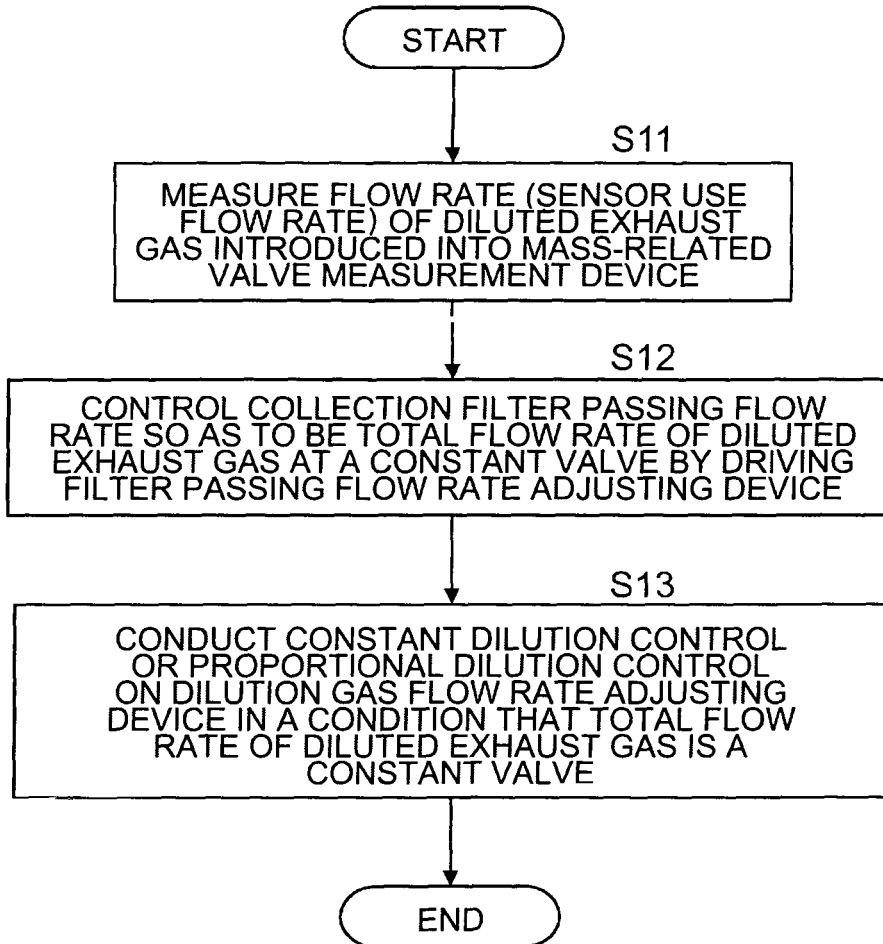 START
S11
MEASURE FLOW RATE (SENSOR USE
FLOW RATE) OF DILUTED EXHAUST
GAS INTRODUCED INTO MASS-RELATED
VALVE MEASUREMENT DEVICE
S12
CONTROL COLLECTION FILTER PASSING FLOW
RATE SO AS TO BE TOTAL FLOW RATE OF DILUTED
EXHAUST GAS AT A CONSTANT VALVE BY DRIVING
FILTER PASSING FLOW RATE ADJUSTING DEVICE
S13
CONDUCT CONSTANT DILUTION CONTROL
OR PROPORTIONAL DILUTION CONTROL
ON DILUTION GAS FLOW RATE ADJUSTING
DEVICE IN A CONDITION THAT TOTAL FLOW
RATE OF DILUTED EXHAUST GAS IS A
CONSTANT VALVE
END